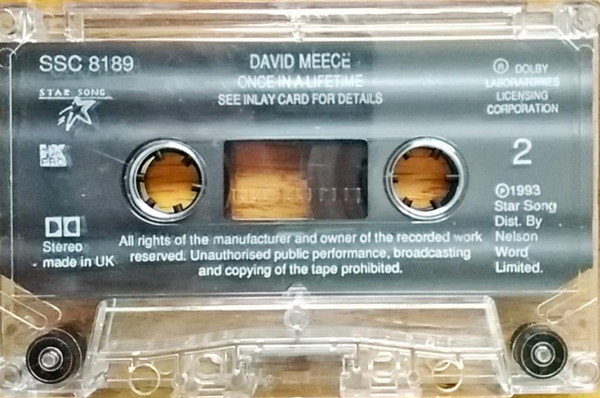 SSC 8189
STAR SONG
DAVID MEECE
ONCE IN A LIFETIME
SEE INLAY CARD FOR DETAILS
DOLBY
LABORATORIES
LICENSING
CORPORATION
2
Ⓟ1993
Star Song
Dist. By
Nelson
Word
Limited.
Stereo
made in UK
All rights of the manufacturer and owner of the recorded work
reserved. Unauthorised public performance, broadcasting
and copying of the tape prohibited.